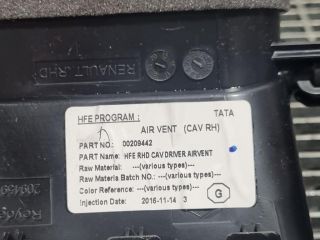 RENAULT.RHD
HFE PROGRAM :
TATA
AIR VENT (CAV RH)
PART NO.: 00209442
PART NAME: HFE RHD CAV DRIVER AIRVENT
Raw Material: ---(various types)---
Raw Material Batch NO.: ---(various types)---
Color Reference: ---(various types)---
G
Injection Date: 2016-11-14 3